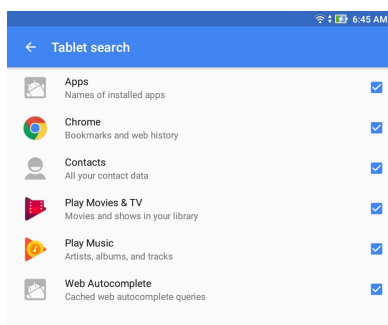 6:45 AM
Tablet search
Apps
Names of installed apps
Chrome
Bookmarks and web history
Contacts
All your contact data
Play Movies & TV
Movies and shows in your library
Play Music
Artists, albums, and tracks
Web Autocomplete
Cached web autocomplete queries